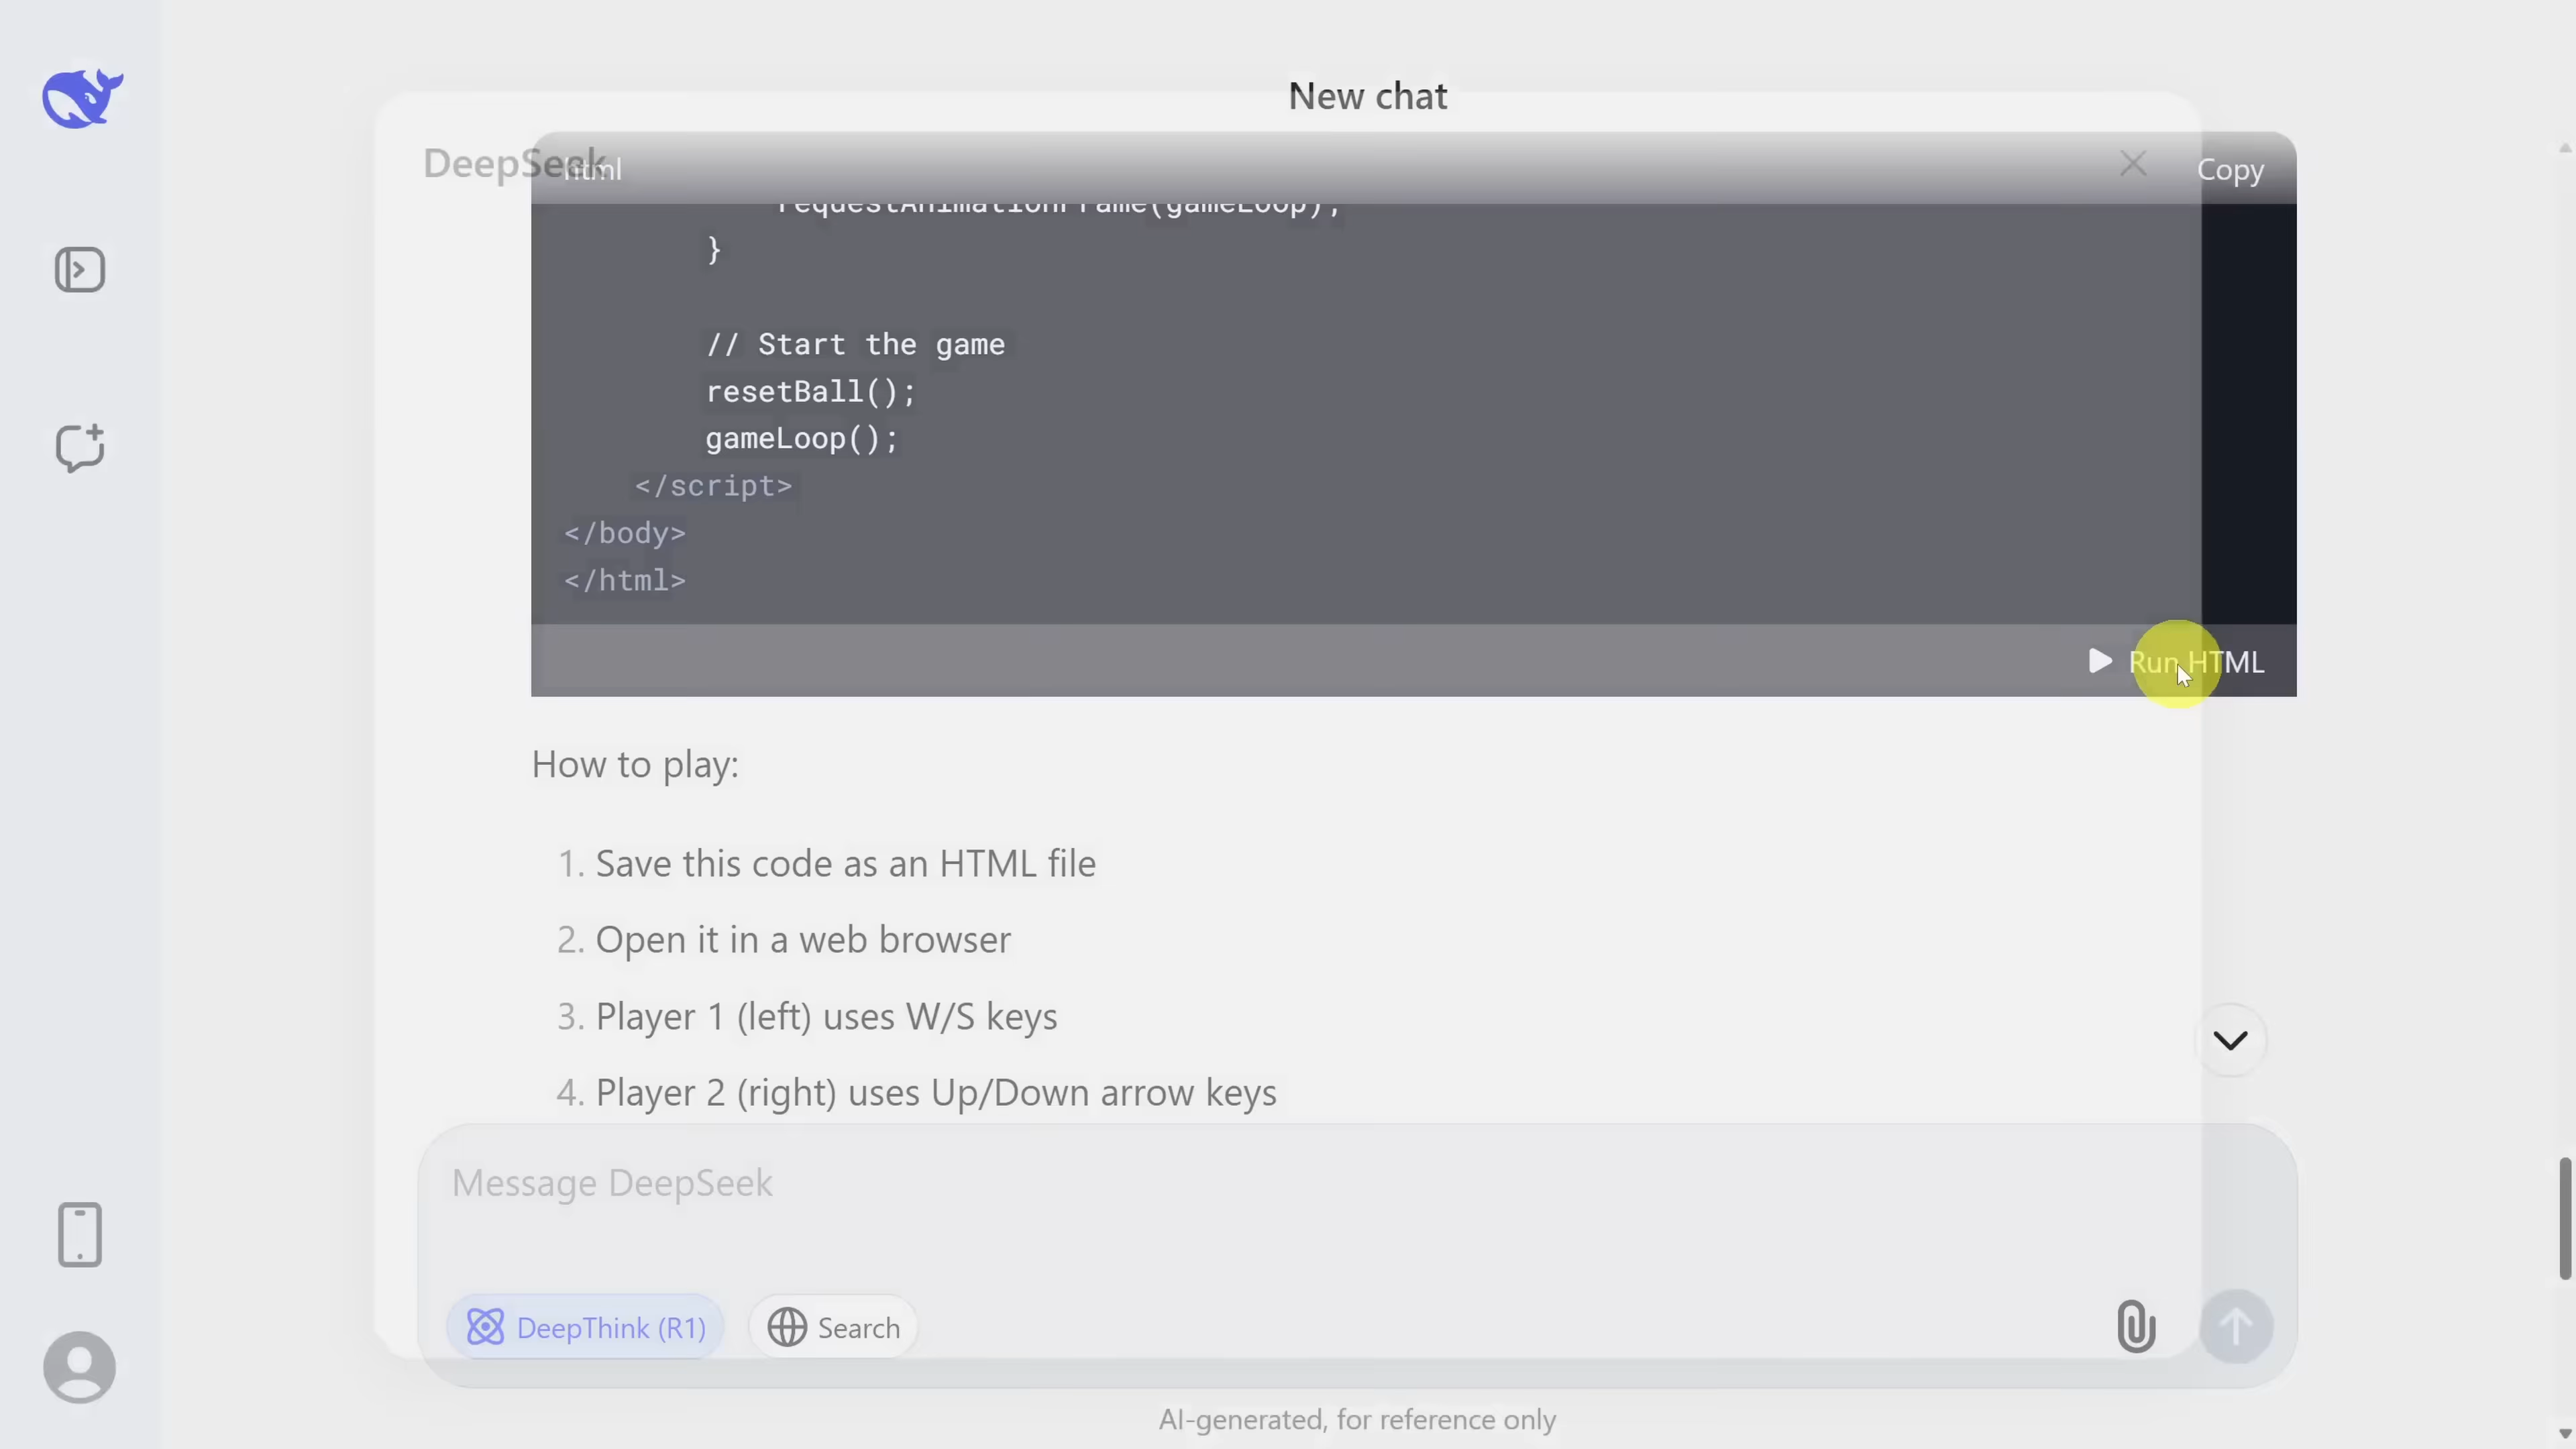 New chat
DeepSeek
html
Copy
requestAnimationFrame(gameLoop);
}
// Start the game
resetBall();
gameLoop();
</script>
</body>
</html>
Run HTML
How to play:
1. Save this code as an HTML file
2. Open it in a web browser
3. Player 1 (left) uses W/S keys
4. Player 2 (right) uses Up/Down arrow keys
Message DeepSeek
DeepThink (R1)
Search
AI-generated, for reference only